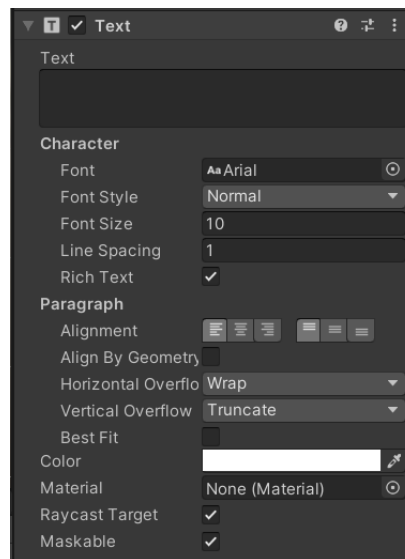 Text
Text
Character
Font Aa Arial
Font Style Normal
Font Size 10
Line Spacing 1
Rich Text
Paragraph
Alignment
Align By Geometry
Horizontal Overflo Wrap
Vertical Overflow Truncate
Best Fit
Color
Material None (Material)
Raycast Target
Maskable